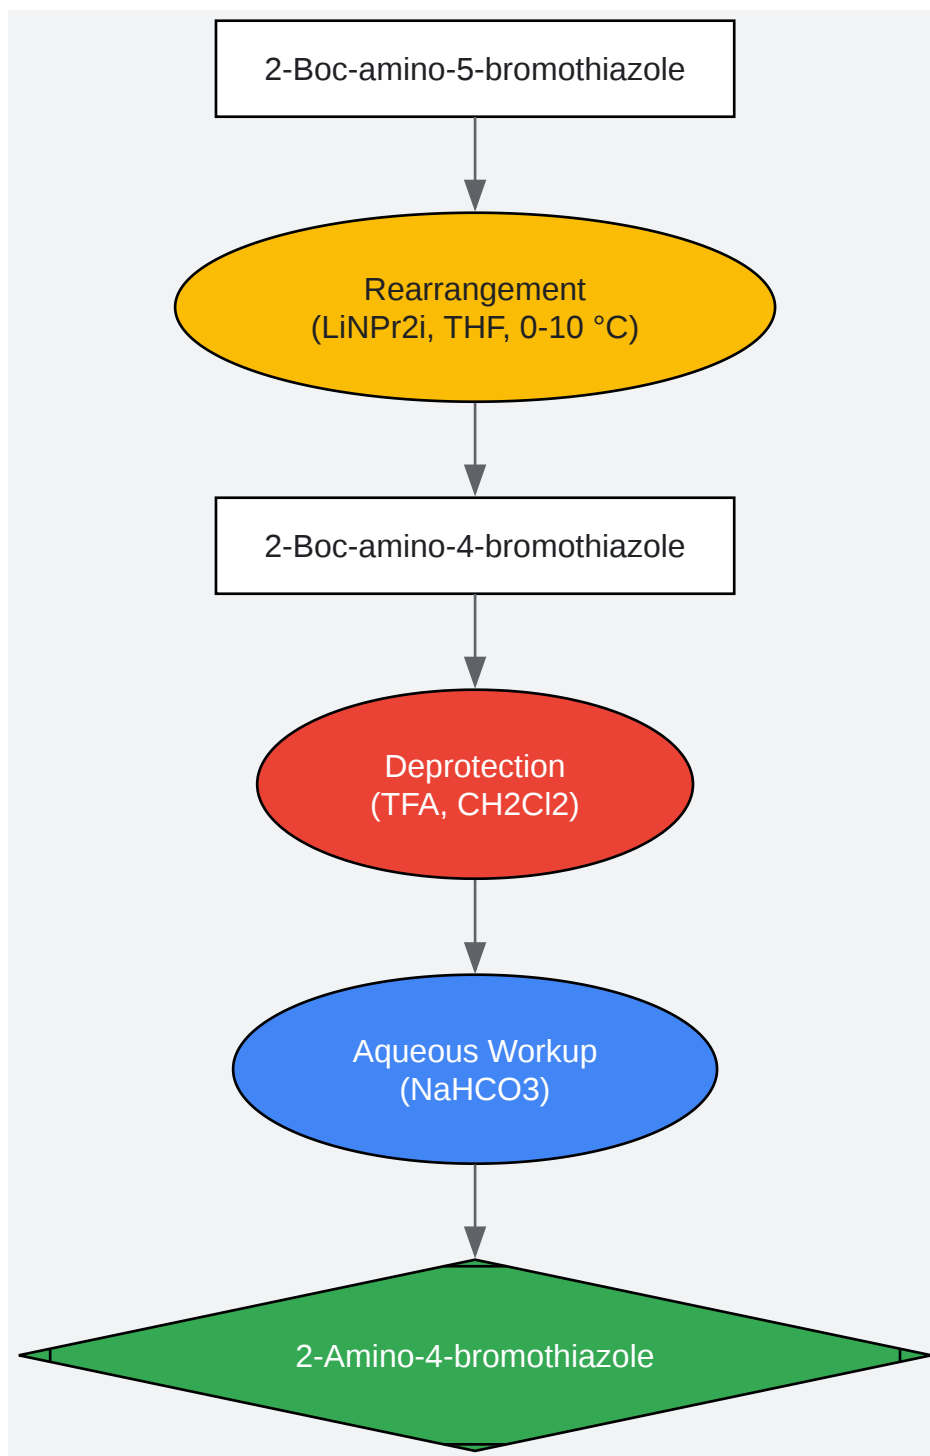 2-Boc-amino-5-bromothiazole
Rearrangement
(LiNPr2i, THF, 0-10 °C)
2-Boc-amino-4-bromothiazole
Deprotection
(TFA, CH2Cl2)
Aqueous Workup
(NaHCO3)
2-Amino-4-bromothiazole